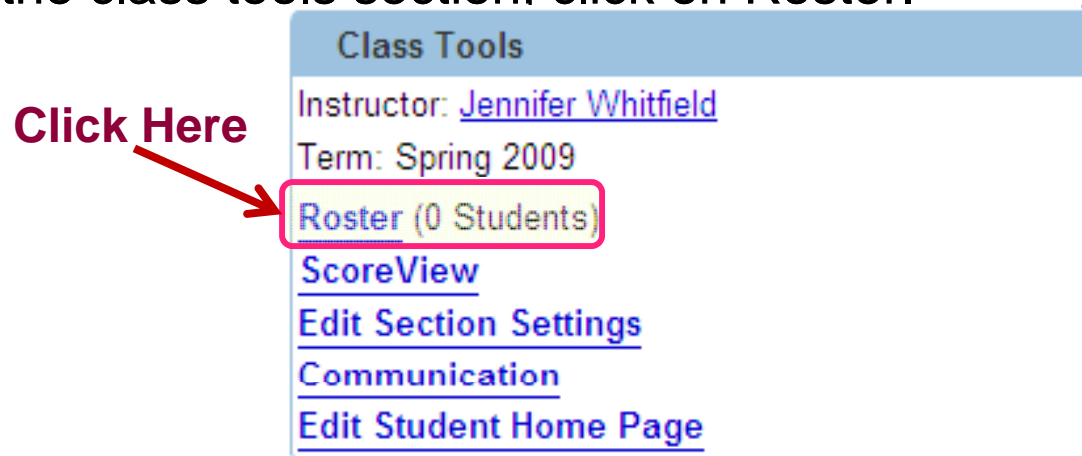 the class tools section, click on Roster.
Class Tools
Click Here
Instructor: Jennifer Whitfield
Term: Spring 2009
Roster (0 Students)
ScoreView
Edit Section Settings
Communication
Edit Student Home Page